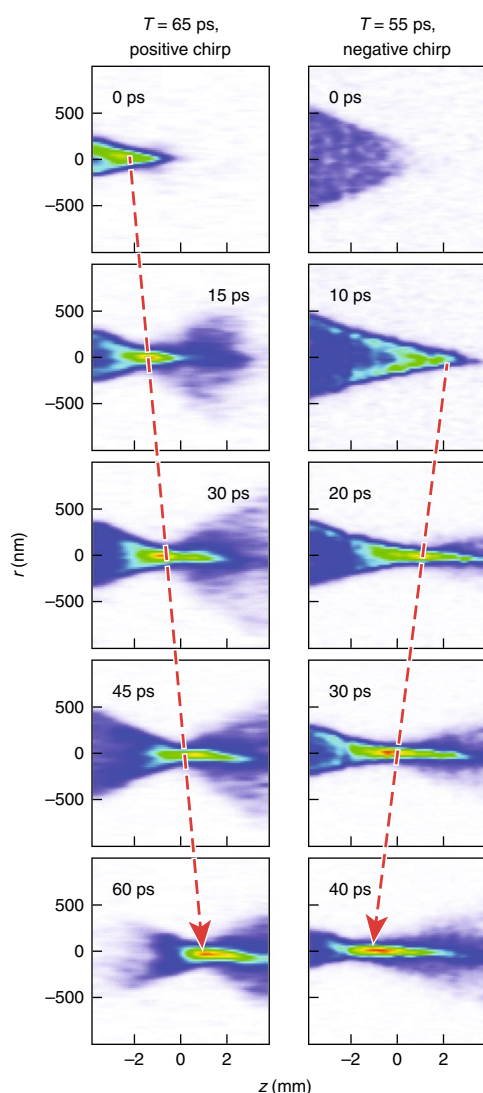 T = 65 ps,
positive chirp
T = 55 ps,
negative chirp
0 ps
0 ps
500
0
–500
15 ps
10 ps
500
0
–500
30 ps
20 ps
500
0
–500
r (nm)
45 ps
30 ps
500
0
–500
60 ps
40 ps
500
0
–500
–2 0 2 –2 0 2
z (mm)